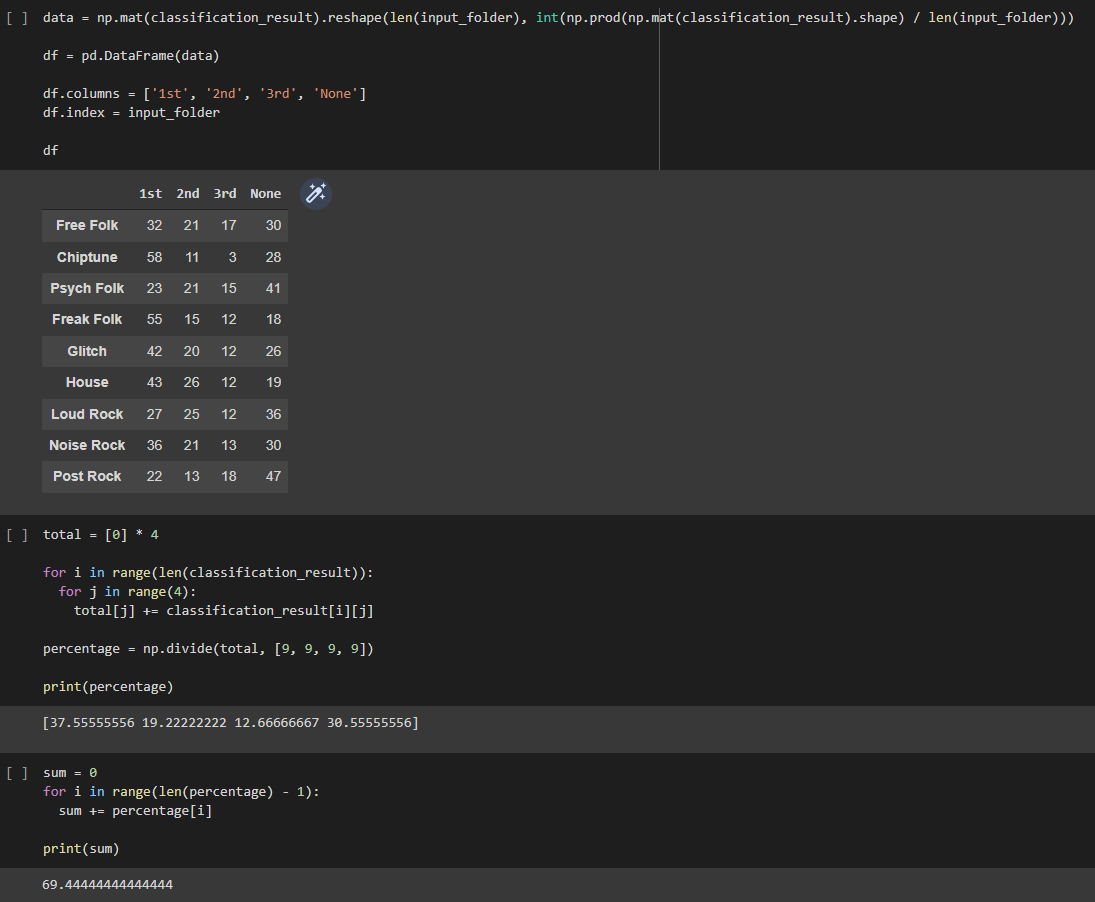 [ ] data = np.mat(classification_result).reshape(len(input_folder), int(np.prod(np.mat(classification_result).shape) / len(input_folder)))
df = pd.DataFrame(data)
df.columns = ['1st', '2nd', '3rd', 'None']
df.index = input_folder
df
1st 2nd 3rd None
Free Folk 32 21 17 30
Chiptune 58 11 3 28
Psych Folk 23 21 15 41
Freak Folk 55 15 12 18
Glitch 42 20 12 26
House 43 26 12 19
Loud Rock 27 25 12 36
Noise Rock 36 21 13 30
Post Rock 22 13 18 47
[ ] total = [0] * 4
for i in range(len(classification_result)):
  for j in range(4):
    total[j] += classification_result[i][j]
percentage = np.divide(total, [9, 9, 9, 9])
print(percentage)
[37.55555556 19.22222222 12.66666667 30.55555556]
[ ] sum = 0
for i in range(len(percentage) - 1):
  sum += percentage[i]
print(sum)
69.44444444444444